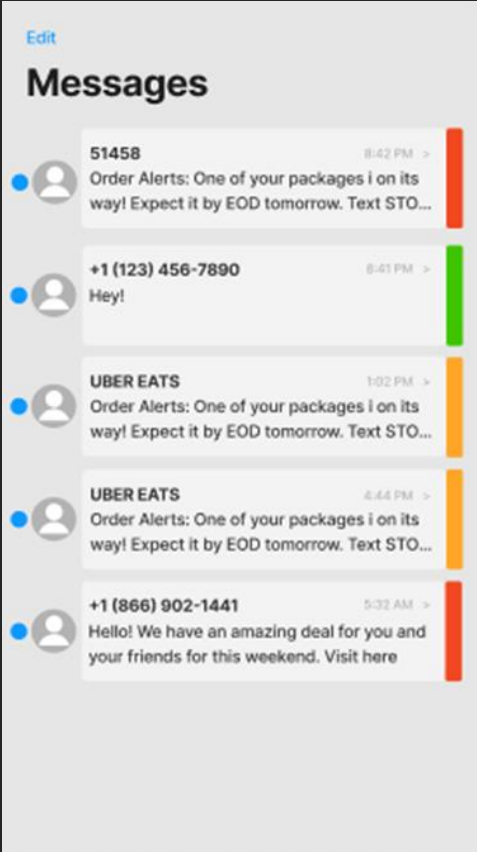 Edit
Messages
51458 8:42 PM >
Order Alerts: One of your packages i on its
way! Expect it by EOD tomorrow. Text STO...
+1 (123) 456-7890 8:41 PM >
Hey!
UBER EATS 1:02 PM >
Order Alerts: One of your packages i on its
way! Expect it by EOD tomorrow. Text STO...
UBER EATS 4:44 PM >
Order Alerts: One of your packages i on its
way! Expect it by EOD tomorrow. Text STO...
+1 (866) 902-1441 5:32 AM >
Hello! We have an amazing deal for you and
your friends for this weekend. Visit here